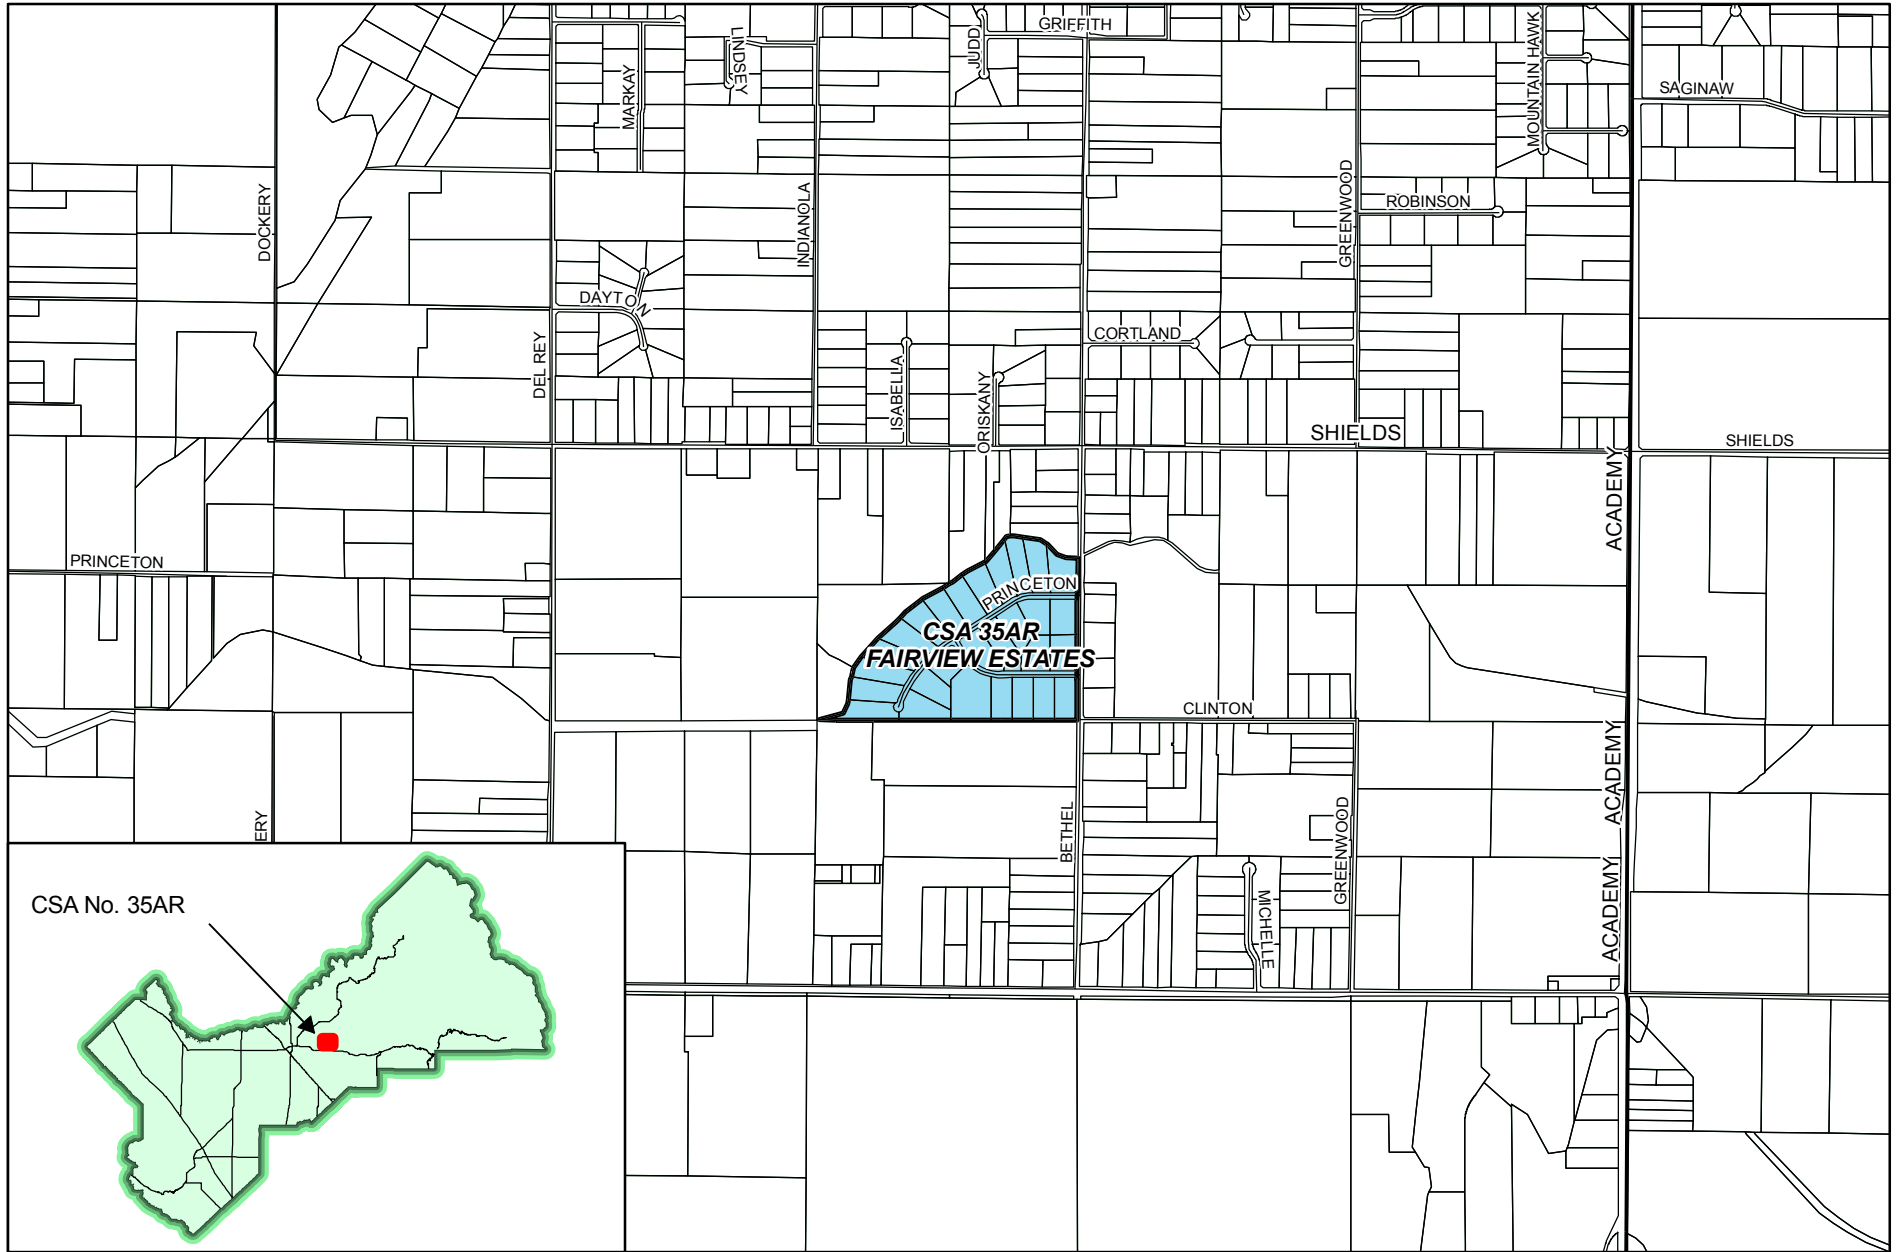 GRIFFITH
LINDSEY
JUDD
MOUNTAIN HAWK
MARKAY
SAGINAW
DOCKERY
INDIANOLA
GREENWOOD
ROBINSON
DAYTON
CORTLAND
DEL REY
ISABELLA
ORISKANY
SHIELDS
SHIELDS
ACADEMY
PRINCETON
PRINCETON
CSA 35AR
FAIRVIEW ESTATES
CLINTON
ACADEMY
BETHEL
GREENWOOD
ERY
ACADEMY
MICHELLE
CSA No. 35AR